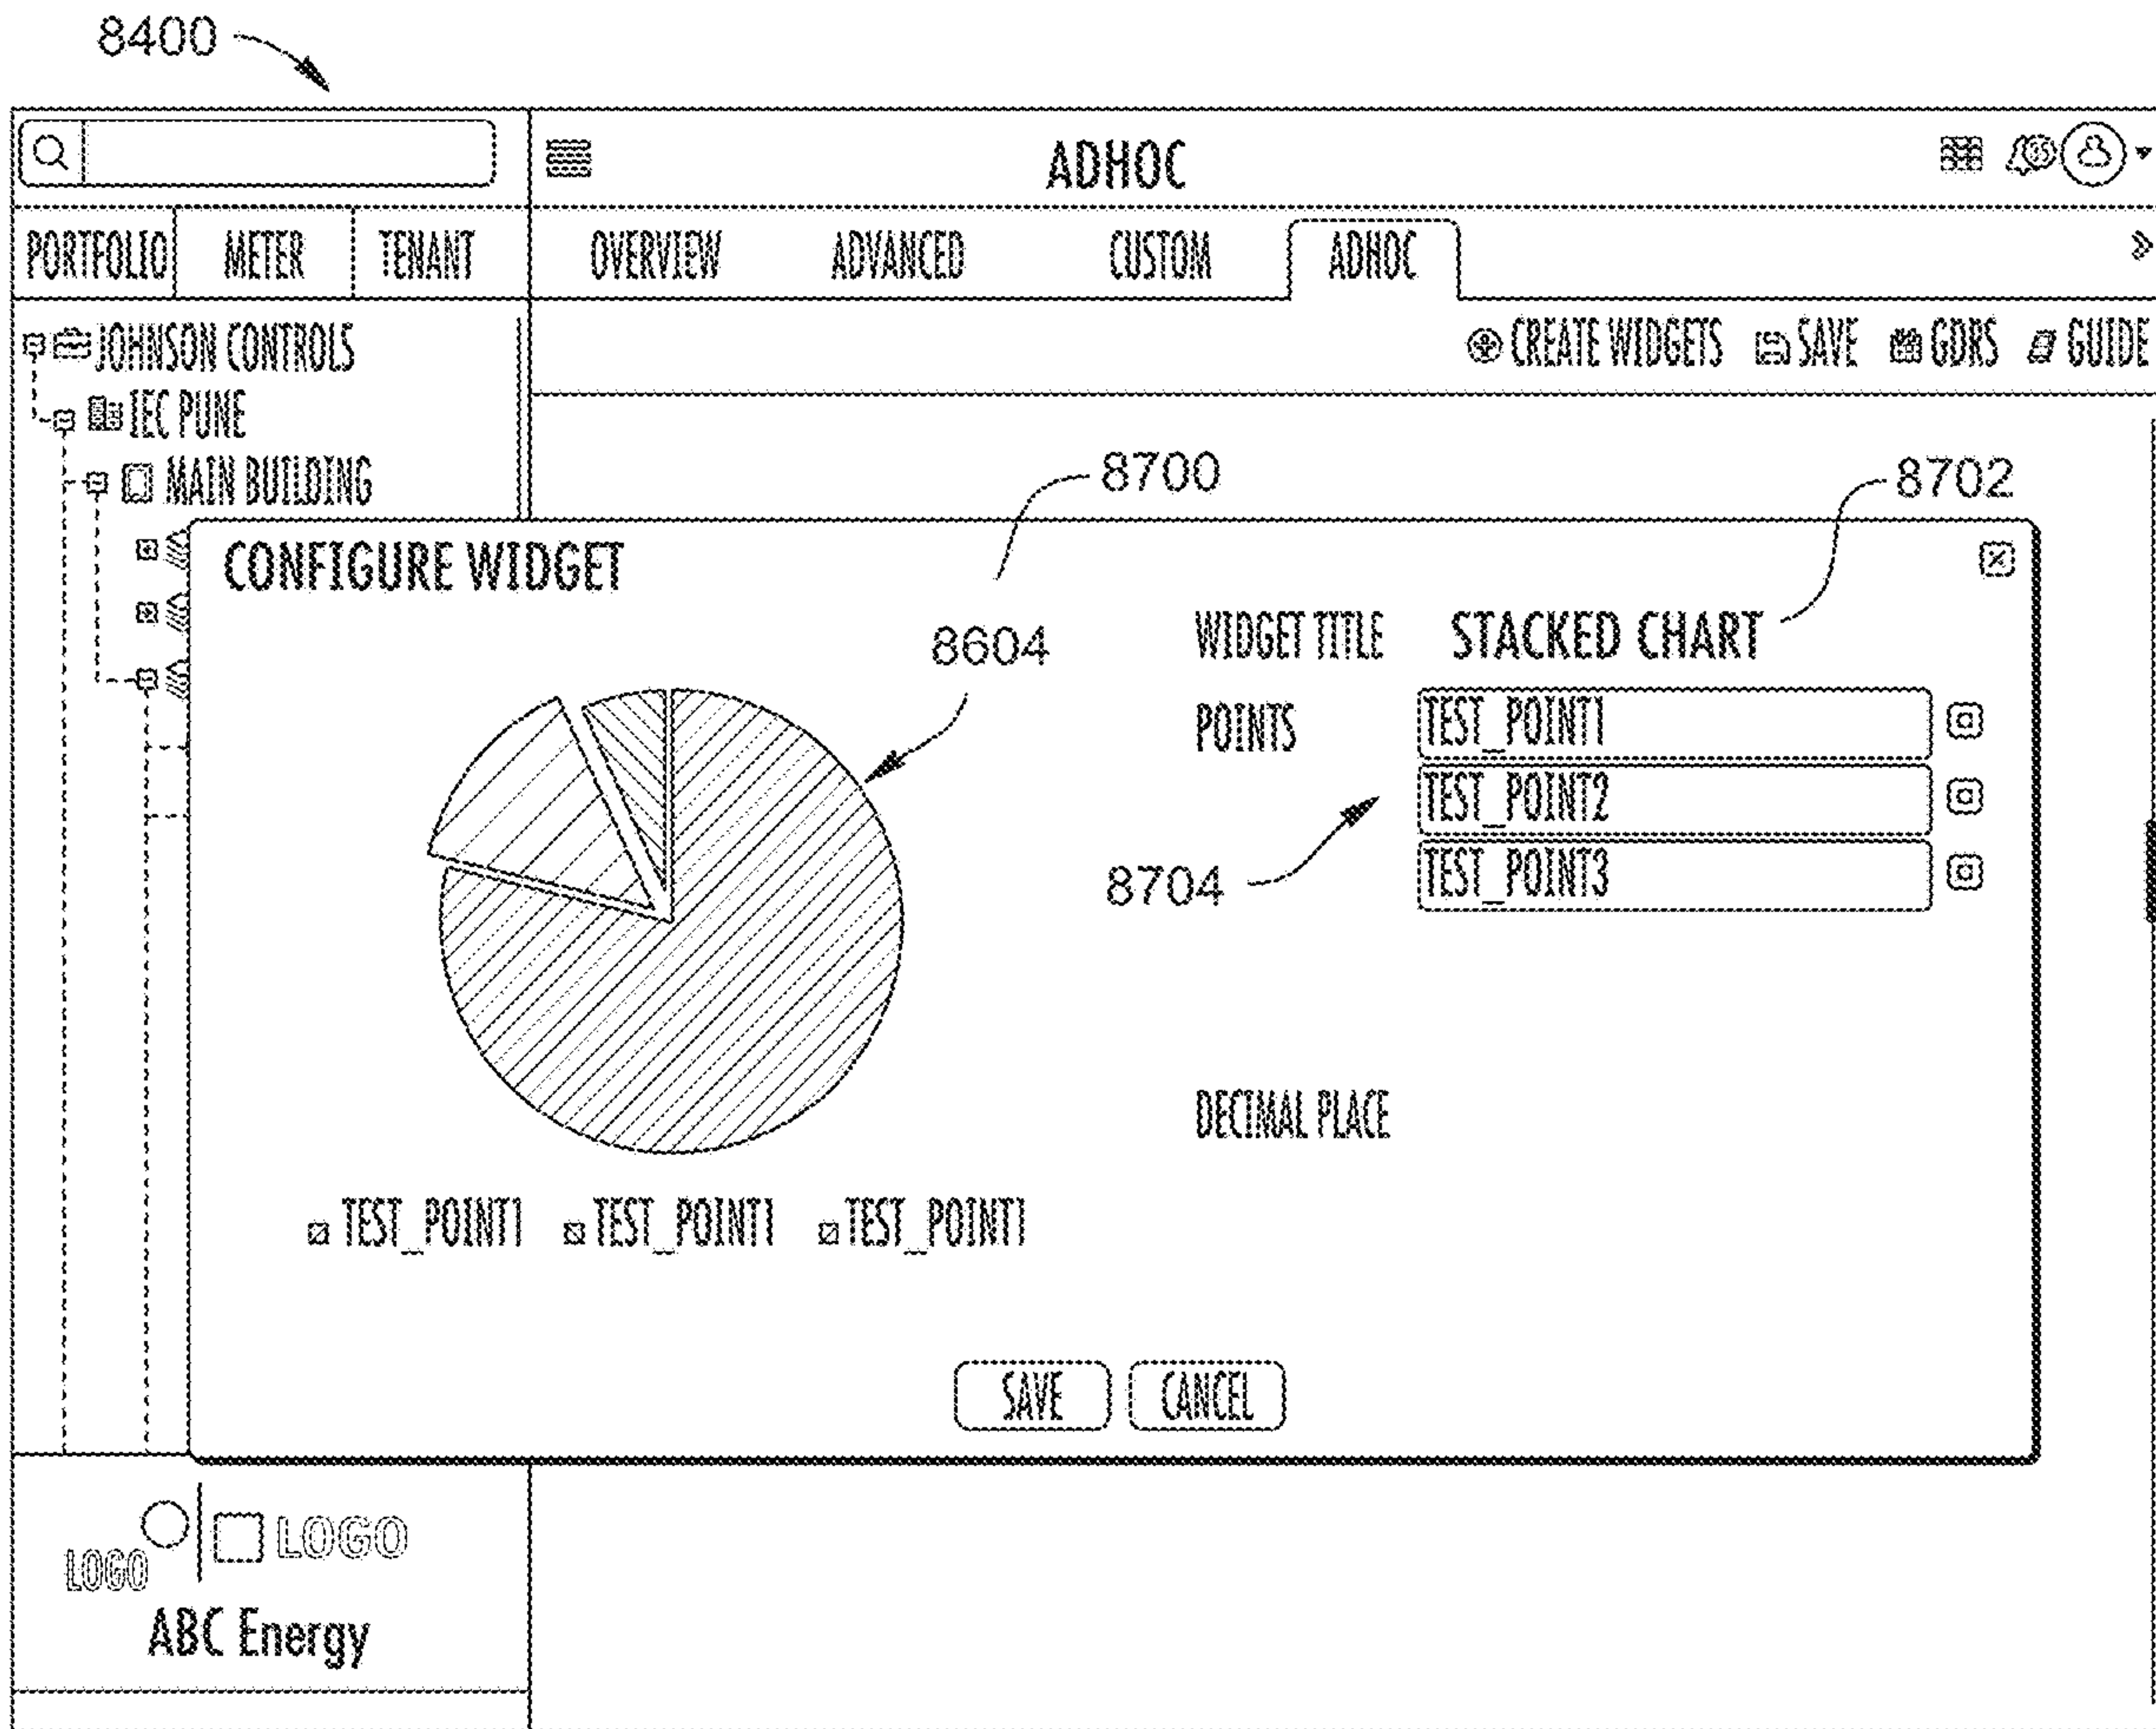 8400
ADHOC
PORTFOLIO METER TENANT OVERVIEW ADVANCED CUSTOM ADHOC
CREATE WIDGETS SAVE GDRS GUIDE
JOHNSON CONTROLS
IEC PUNE
MAIN BUILDING
8700
8702
CONFIGURE WIDGET
8604
WIDGET TITLE STACKED CHART
POINTS TEST_POINT1
TEST_POINT2
TEST_POINT3
8704
DECIMAL PLACE
TEST_POINT1 TEST_POINT1 TEST_POINT1
SAVE CANCEL
LOGO LOGO
ABC Energy